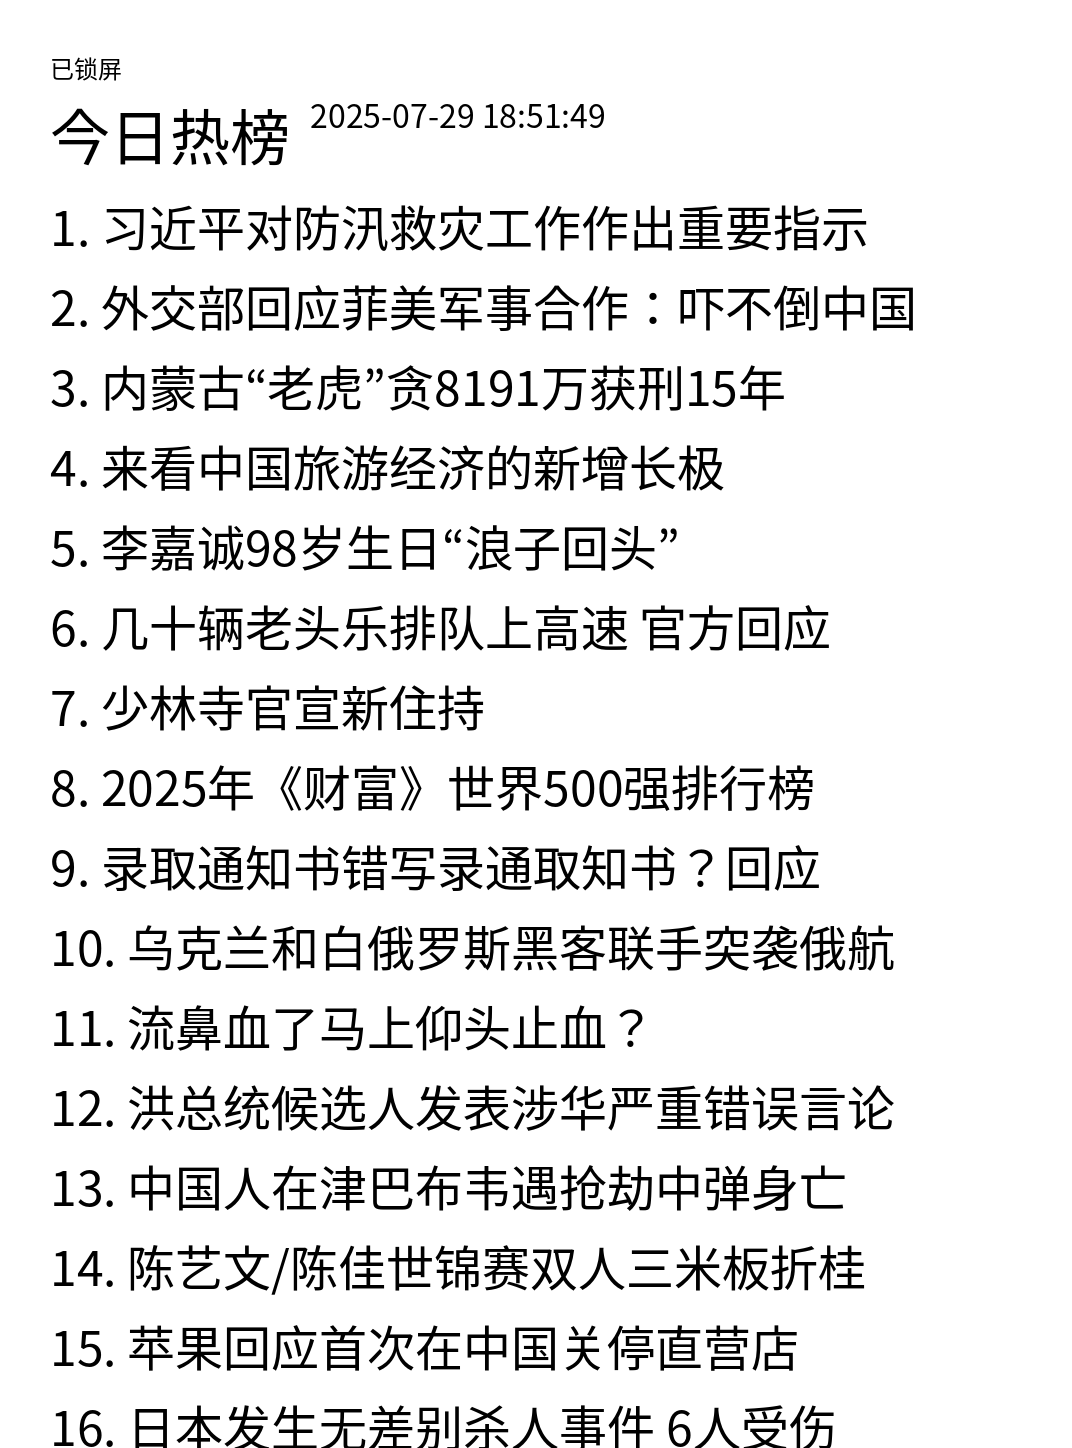 已锁屏
今日热榜 2025-07-29 18:51:49
1. 习近平对防汛救灾工作作出重要指示
2. 外交部回应菲美军事合作：吓不倒中国
3. 内蒙古“老虎”贪8191万获刑15年
4. 来看中国旅游经济的新增长极
5. 李嘉诚98岁生日“浪子回头”
6. 几十辆老头乐排队上高速 官方回应
7. 少林寺官宣新住持
8. 2025年《财富》世界500强排行榜
9. 录取通知书错写录通取知书？回应
10. 乌克兰和白俄罗斯黑客联手突袭俄航
11. 流鼻血了马上仰头止血？
12. 洪总统候选人发表涉华严重错误言论
13. 中国人在津巴布韦遇抢劫中弹身亡
14. 陈艺文/陈佳世锦赛双人三米板折桂
15. 苹果回应首次在中国关停直营店
16. 日本发生无差别杀人事件 6人受伤